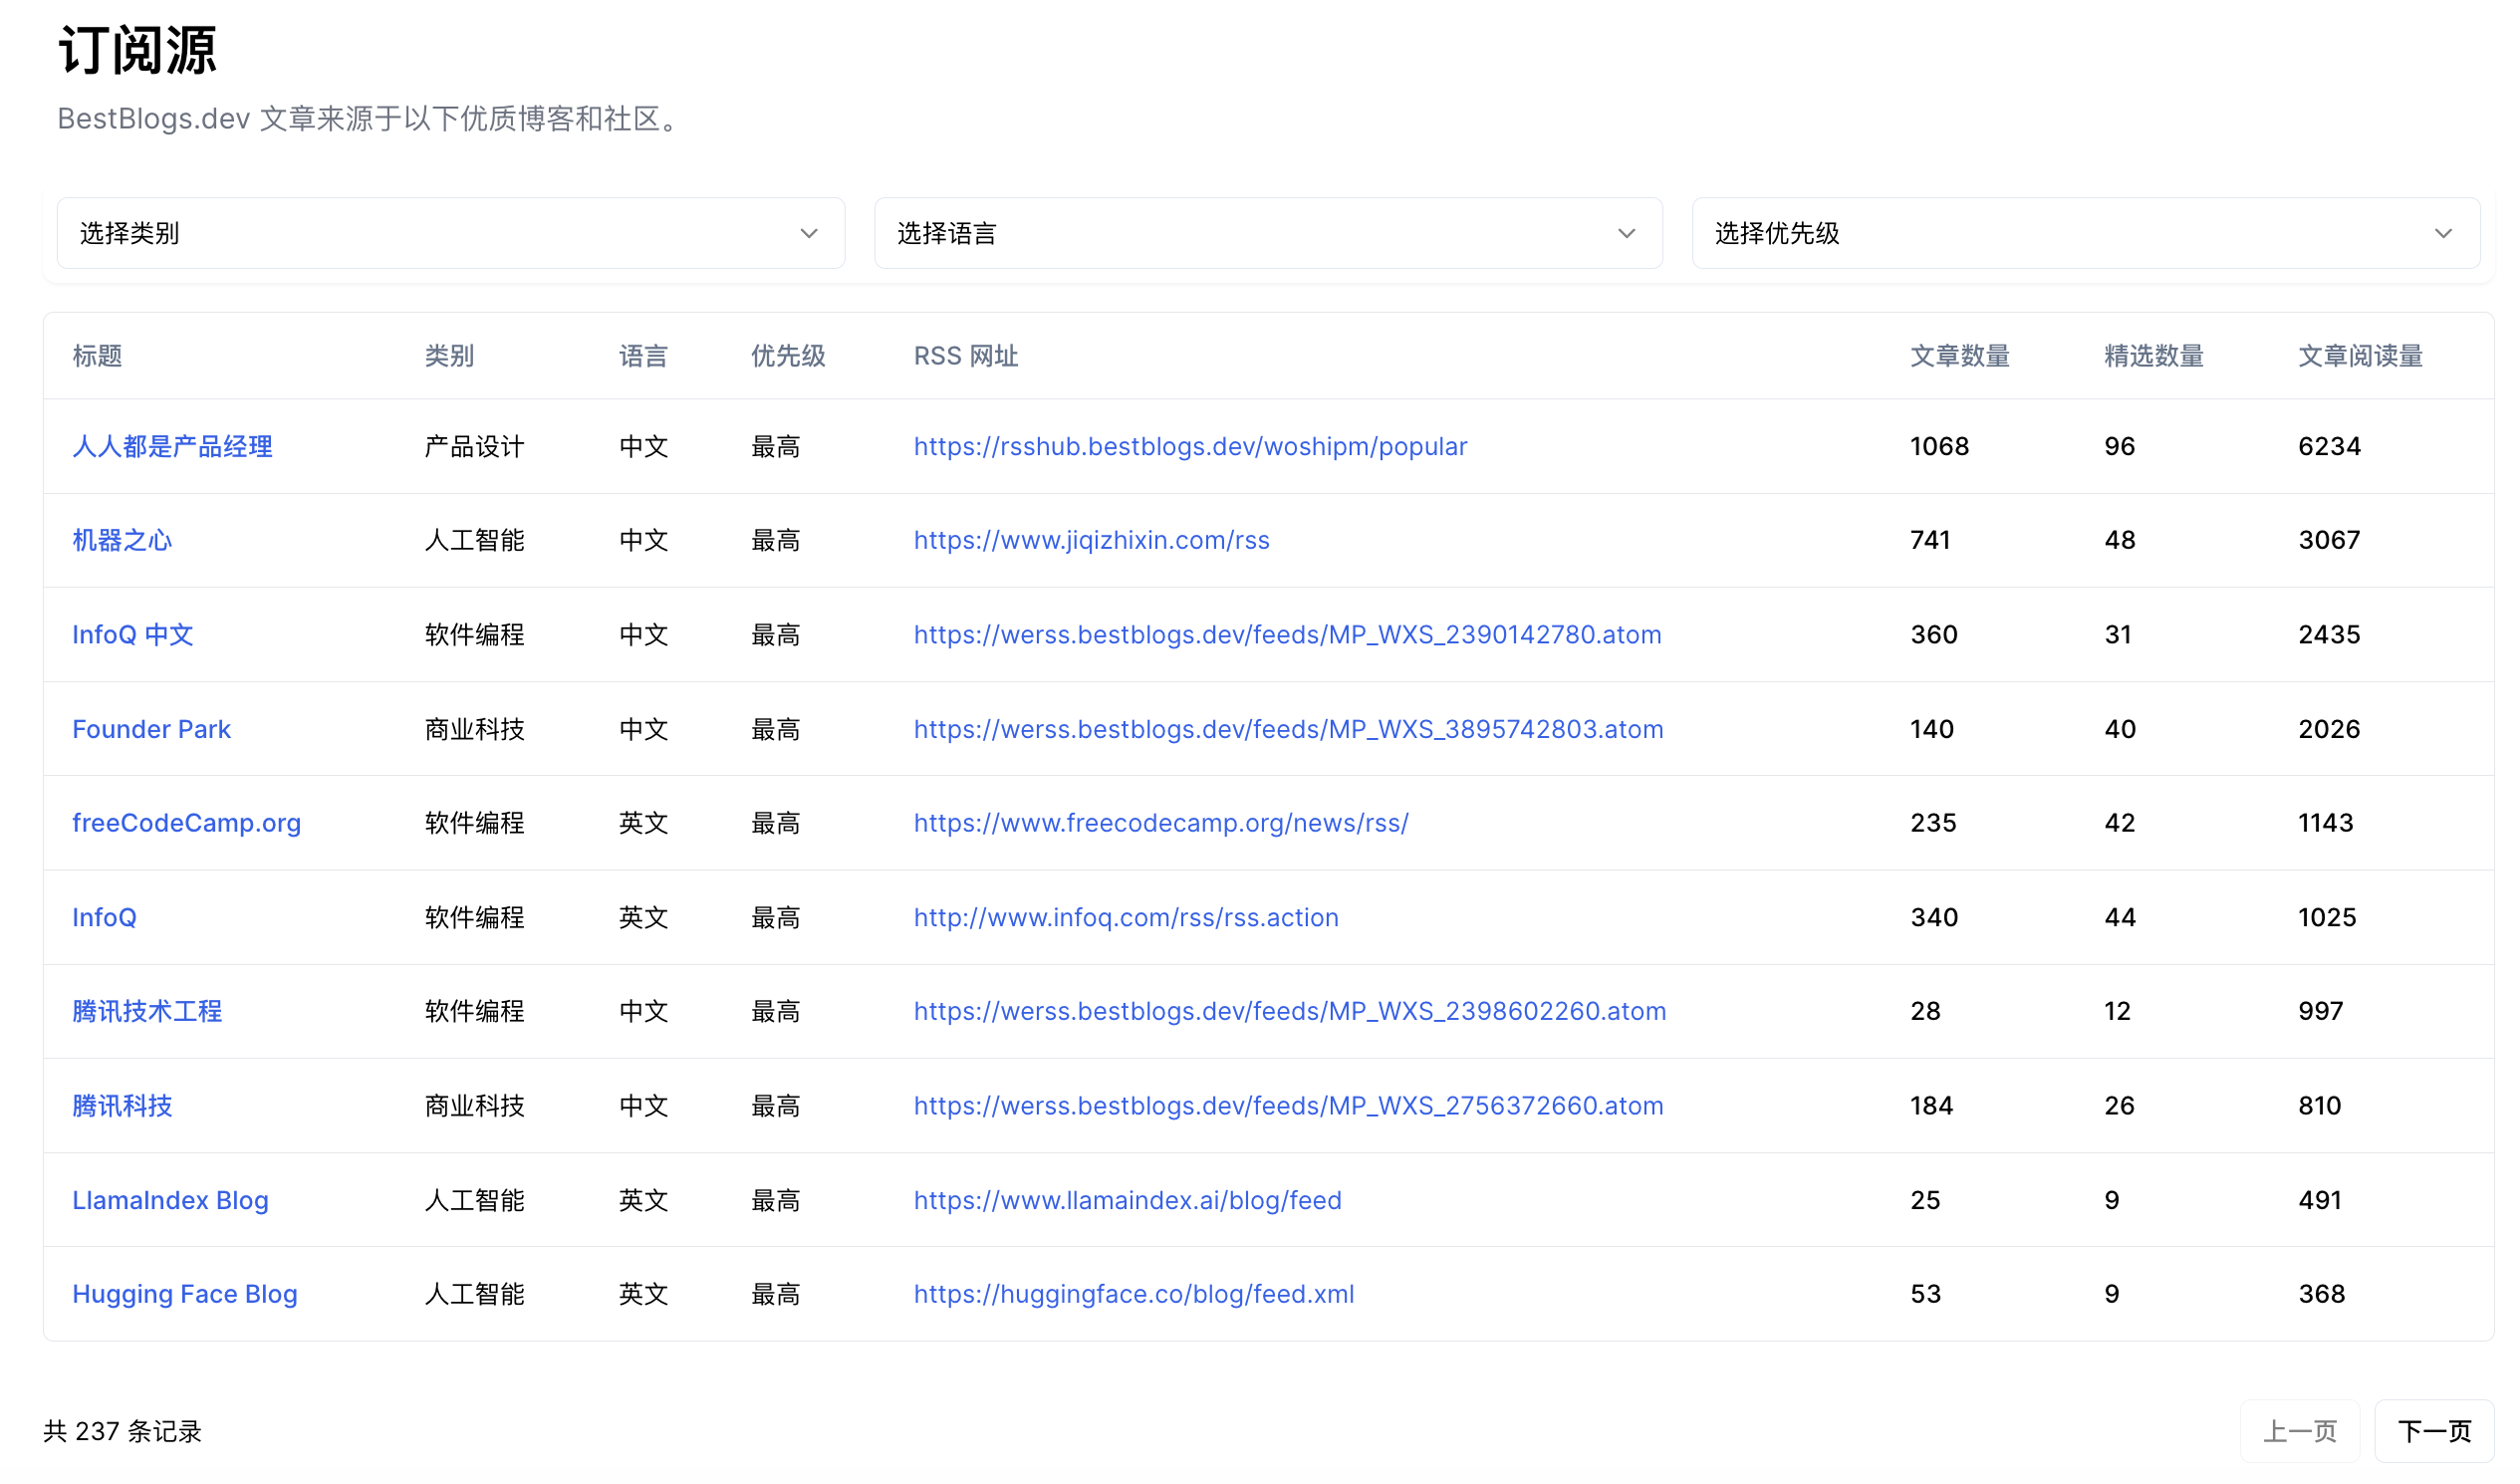 订阅源
BestBlogs.dev 文章来源于以下优质博客和社区。
选择类别 选择语言 选择优先级
标题 类别 语言 优先级 RSS 网址 文章数量 精选数量 文章阅读量
人人都是产品经理 产品设计 中文 最高 https://rsshub.bestblogs.dev/woshipm/popular 1068 96 6234
机器之心 人工智能 中文 最高 https://www.jiqizhixin.com/rss 741 48 3067
InfoQ 中文 软件编程 中文 最高 https://werss.bestblogs.dev/feeds/MP_WXS_2390142780.atom 360 31 2435
Founder Park 商业科技 中文 最高 https://werss.bestblogs.dev/feeds/MP_WXS_3895742803.atom 140 40 2026
freeCodeCamp.org 软件编程 英文 最高 https://www.freecodecamp.org/news/rss/ 235 42 1143
InfoQ 软件编程 英文 最高 http://www.infoq.com/rss/rss.action 340 44 1025
腾讯技术工程 软件编程 中文 最高 https://werss.bestblogs.dev/feeds/MP_WXS_2398602260.atom 28 12 997
腾讯科技 商业科技 中文 最高 https://werss.bestblogs.dev/feeds/MP_WXS_2756372660.atom 184 26 810
LlamaIndex Blog 人工智能 英文 最高 https://www.llamaindex.ai/blog/feed 25 9 491
Hugging Face Blog 人工智能 英文 最高 https://huggingface.co/blog/feed.xml 53 9 368
共 237 条记录 上一页 下一页